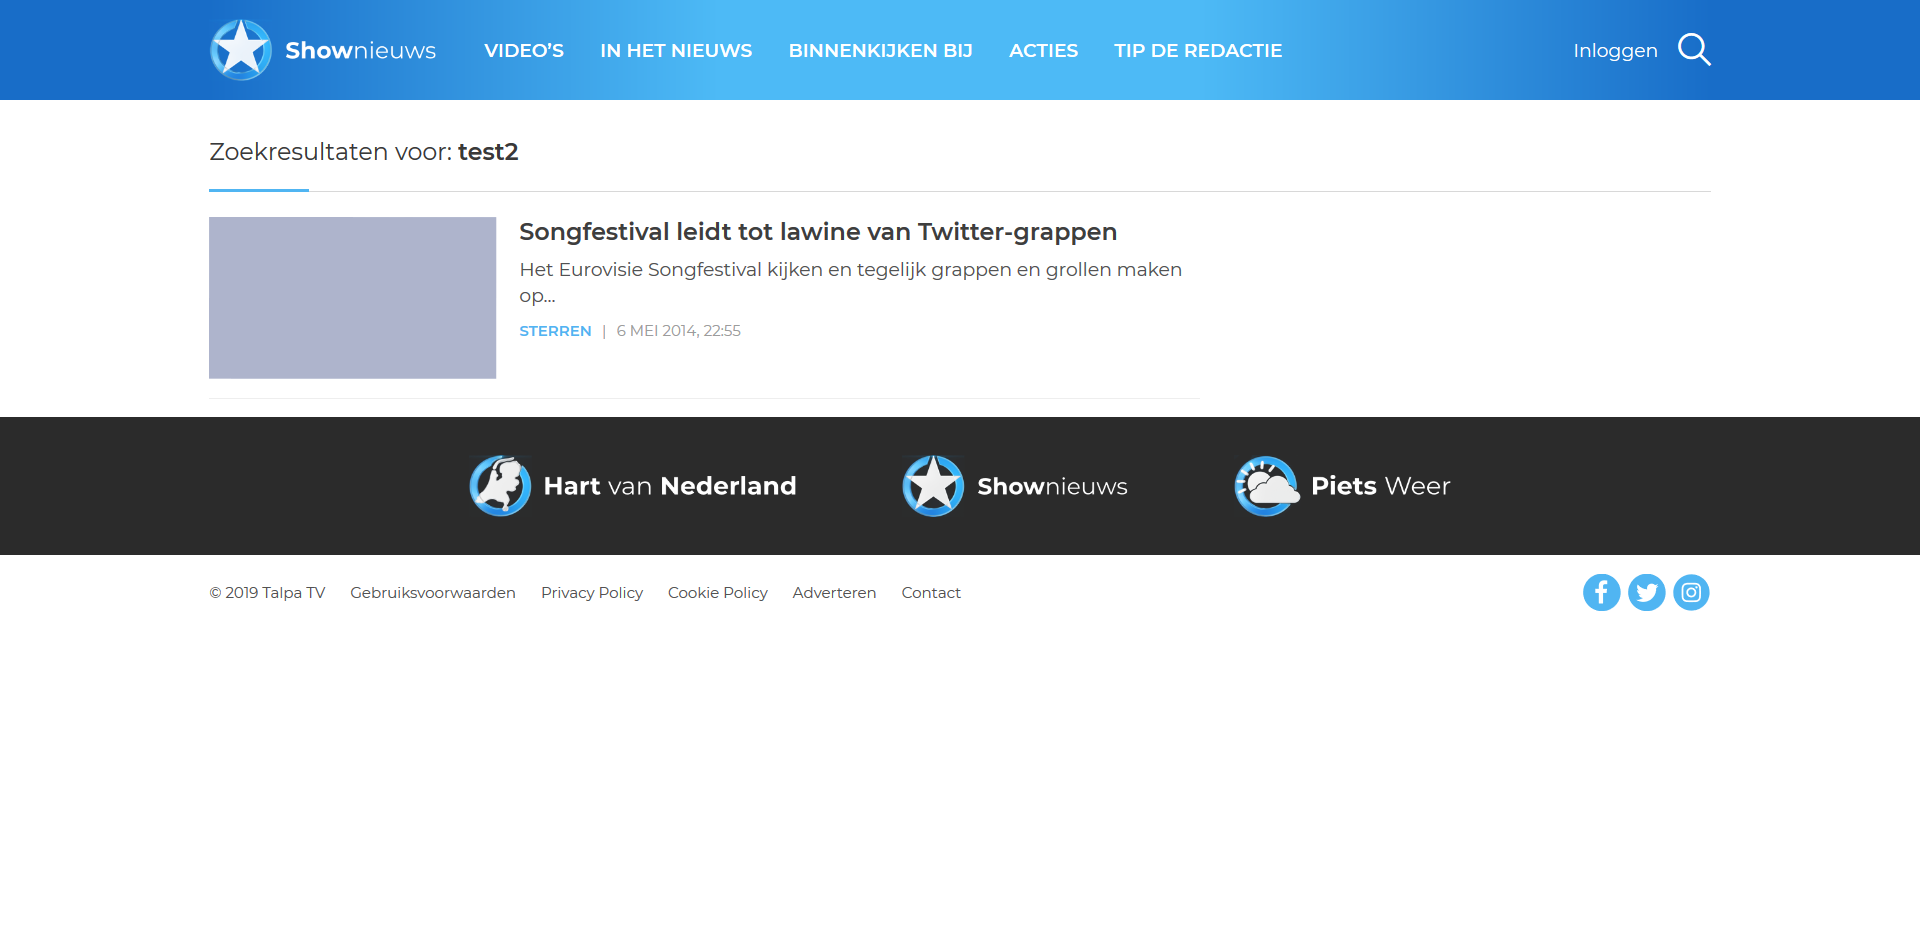 Shownieuws VIDEO’S IN HET NIEUWS BINNENKIJKEN BIJ ACTIES TIP DE REDACTIE Inloggen
Zoekresultaten voor: test2
Songfestival leidt tot lawine van Twitter-grappen
Het Eurovisie Songfestival kijken en tegelijk grappen en grollen maken
op...
STERREN | 6 MEI 2014, 22:55
Hart van Nederland Shownieuws Piets Weer
© 2019 Talpa TV Gebruiksvoorwaarden Privacy Policy Cookie Policy Adverteren Contact